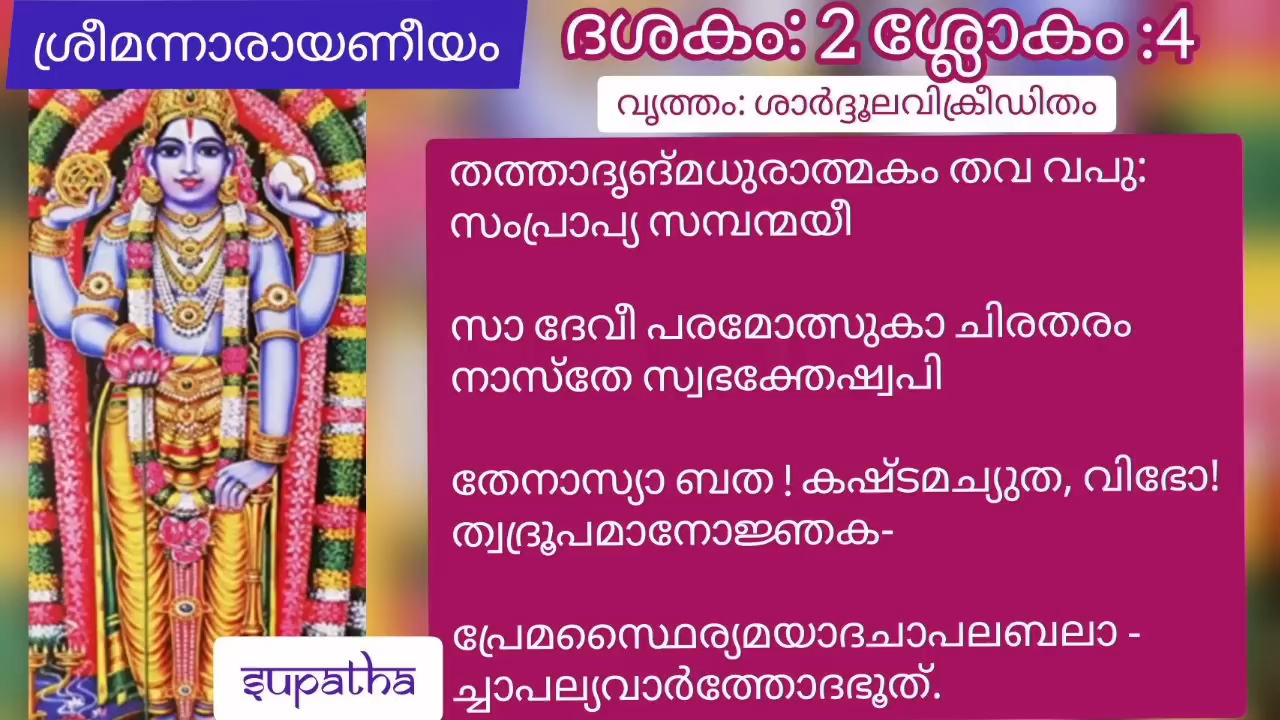 ശ്രീമന്നാരായണീയം
ദശകം: 2 ശ്ലോകം :4
വൃത്തം: ശാർദ്ദൂലവിക്രീഡിതം
തത്താദൃങ്മധുരാത്മകം തവ വപു:
സംപ്രാപ്യ സമ്പന്മയീ
സാ ദേവീ പരമോത്സുകാ ചിരതരം
നാസ്തേ സ്വഭക്തേഷ്വപി
തേനാസ്യാ ബത ! കഷ്ടമച്യുത, വിഭോ!
ത്വദ്രൂപമാനോജ്ഞക-
പ്രേമസ്ഥൈര്യമയാദചാപലബലാ -
ച്ചാപല്യവാർത്തോദഭൂത്.
supatha